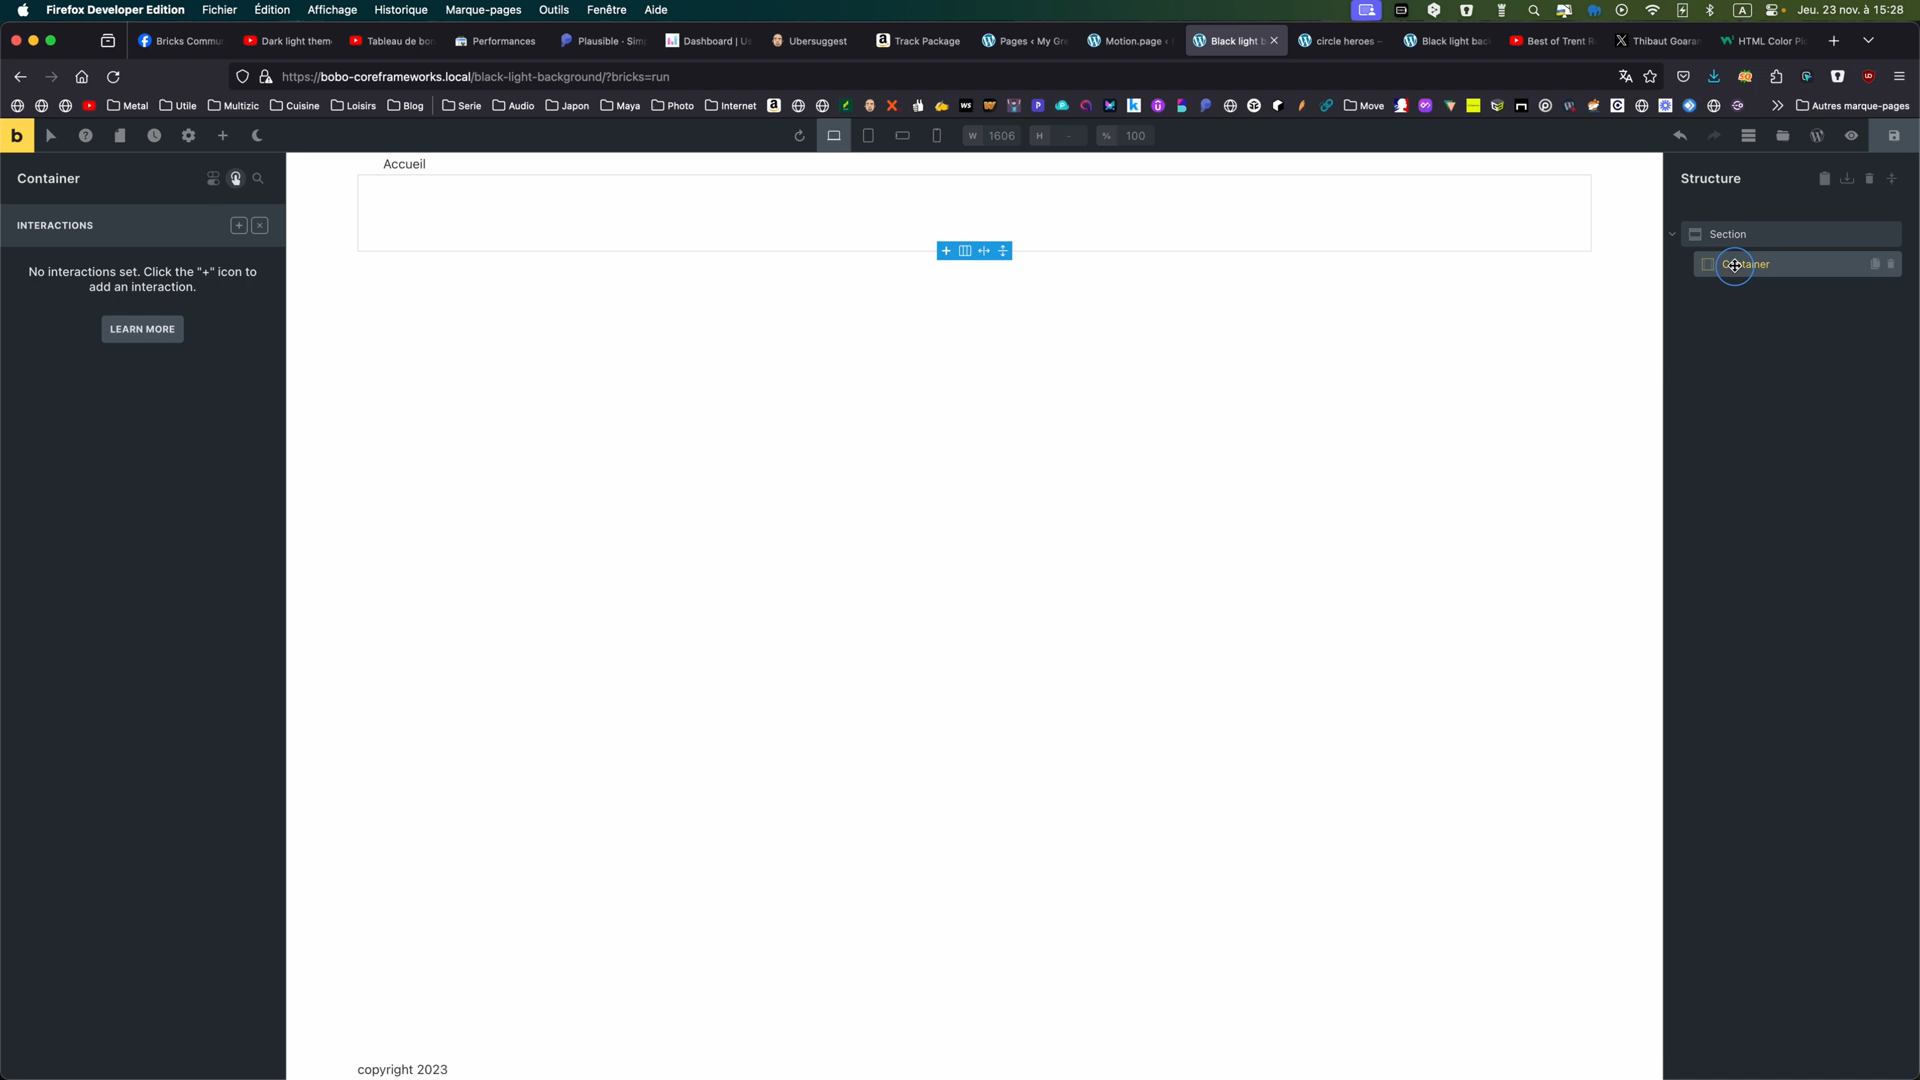 Firefox Developer Edition Fichier Édition Affichage Historique Marque-pages Outils Fenêtre Aide A Jeu. 23 nov. à 15:28
Bricks Commu Dark light them Tableau de bo Performances Plausible · Sim Dashboard | Us Ubersuggest Track Package Pages ‹ My Gre Motion.page ‹ Black light b circle heroes – Black light bac Best of Trent R Thibaut Goaran HTML Color Pic
https://bobo-coreframeworks.local/black-light-background/?bricks=run
Metal Utile Multizic Cuisine Loisirs Blog Serie Audio Japon Maya Photo Internet Move Autres marque-pages
b W 1606 H - % 100
Container
INTERACTIONS
No interactions set. Click the "+" icon to
add an interaction.
LEARN MORE
Accueil
copyright 2023
Structure
Section
Container